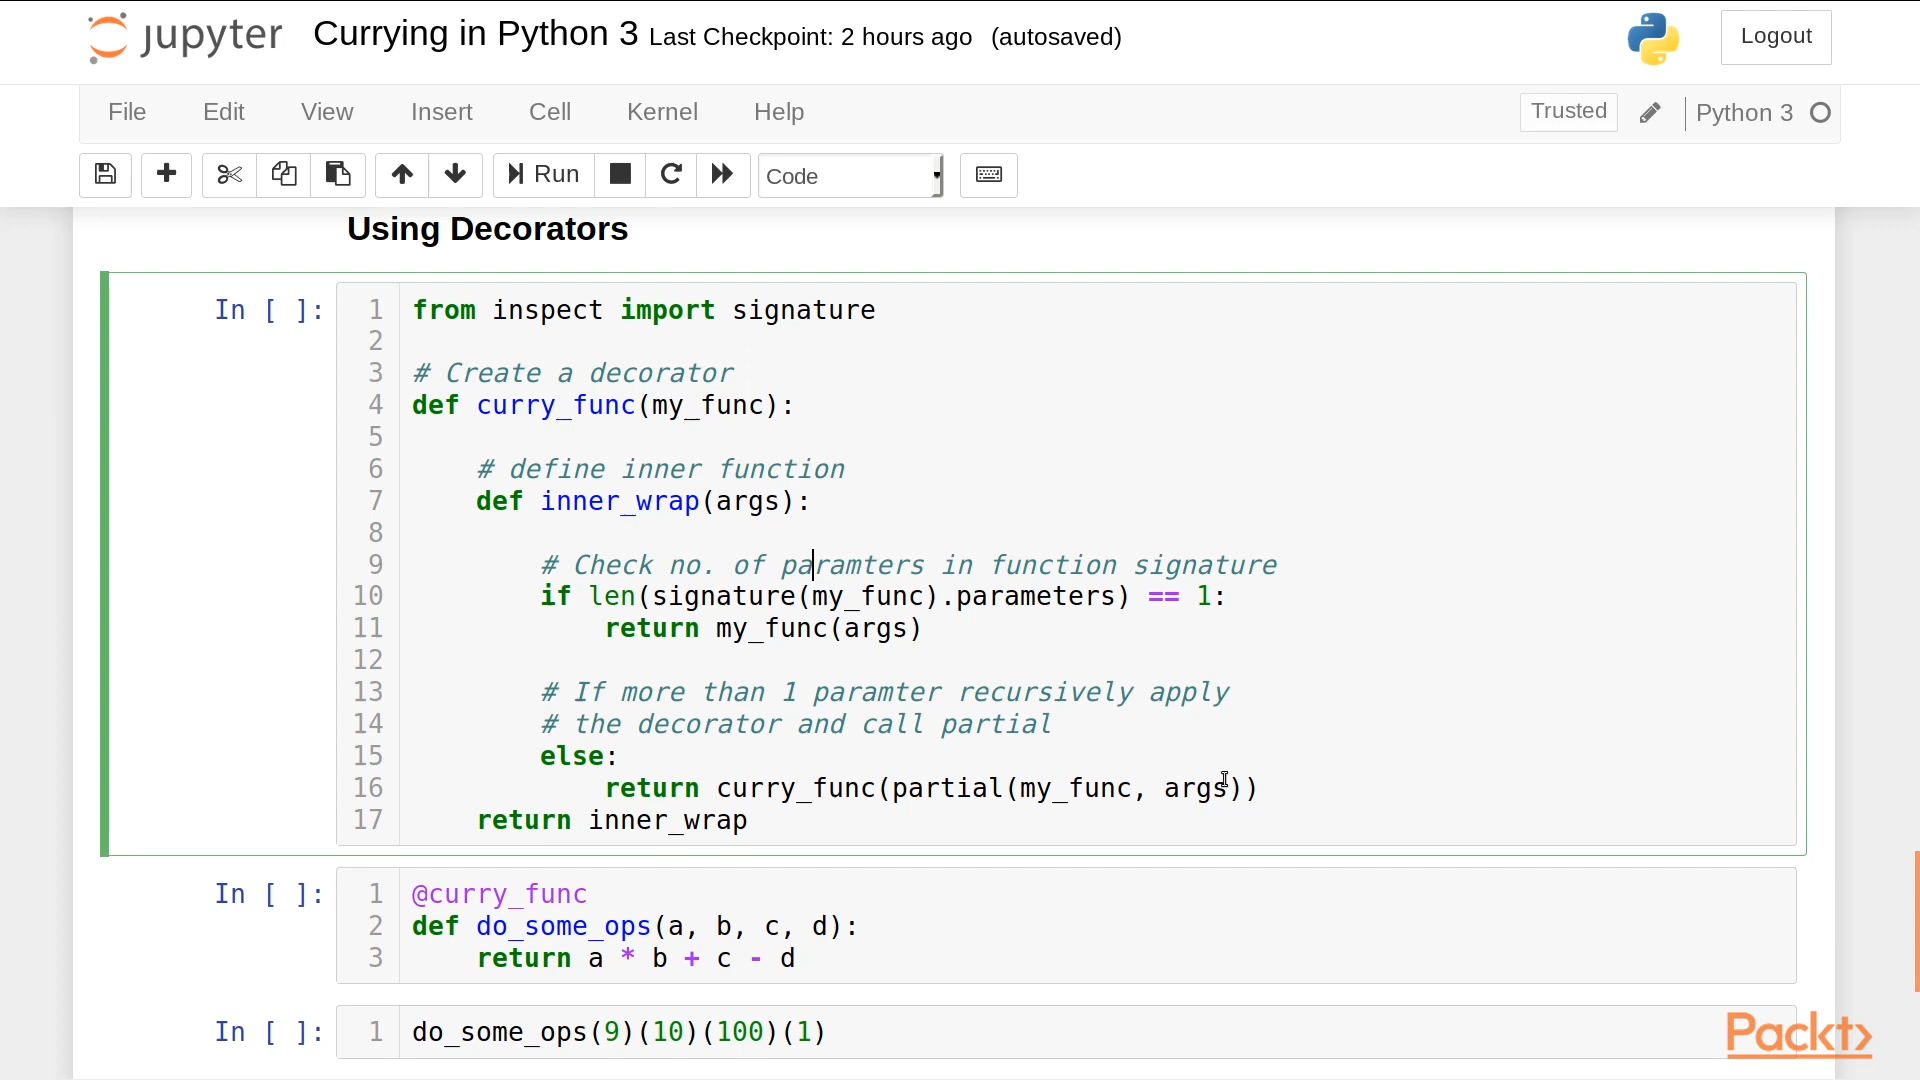 jupyter Currying in Python 3 Last Checkpoint: 2 hours ago (autosaved) Logout
File Edit View Insert Cell Kernel Help Trusted Python 3
Run Code
Using Decorators
In [ ]:
1 from inspect import signature
2
3 # Create a decorator
4 def curry_func(my_func):
5
6     # define inner function
7     def inner_wrap(args):
8
9         # Check no. of paramters in function signature
10         if len(signature(my_func).parameters) == 1:
11             return my_func(args)
12
13         # If more than 1 paramter recursively apply
14         # the decorator and call partial
15         else:
16             return curry_func(partial(my_func, args))
17     return inner_wrap
In [ ]:
1 @curry_func
2 def do_some_ops(a, b, c, d):
3     return a * b + c - d
In [ ]:
1 do_some_ops(9)(10)(100)(1)
Packt>